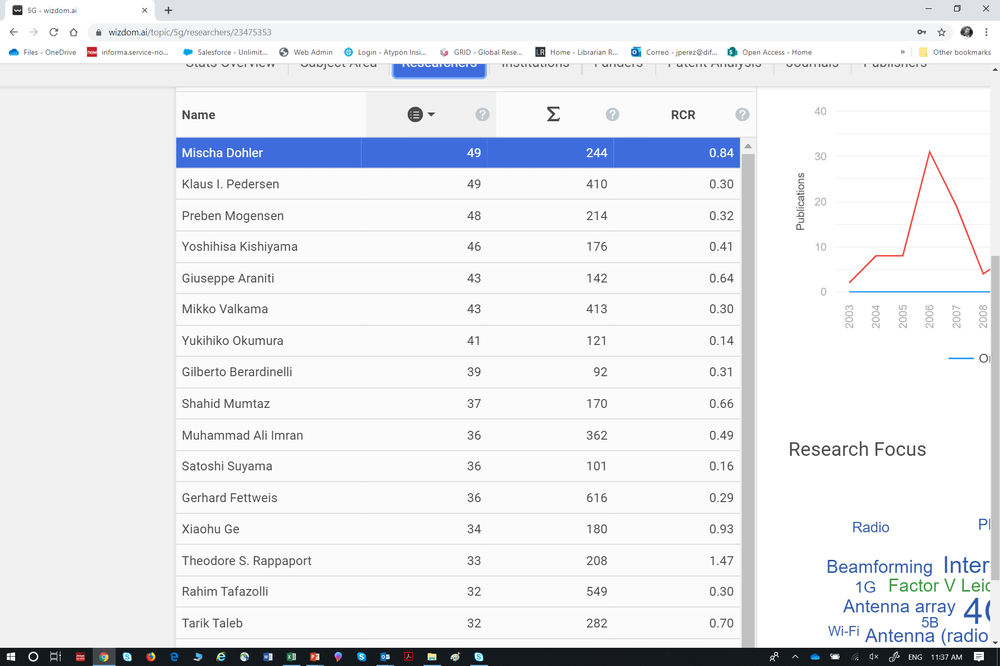 5G - wizdom.ai
wizdom.ai/topic/5g/researchers/23475353
Files - OneDrive now informa.service-no... Salesforce - Unlimit... Web Admin Login - Atypon Insi... GRID - Global Rese... LR Home - Librarian R... Correo - jperez@dif... Open Access - Home » Other bookmarks
Stats Overview Subject Area Researchers Institutions Funders Patent Analysis Journals Publishers
Name ? Σ ? RCR ?
Mischa Dohler 49 244 0.84
Klaus I. Pedersen 49 410 0.30
Preben Mogensen 48 214 0.32
Yoshihisa Kishiyama 46 176 0.41
Giuseppe Araniti 43 142 0.64
Mikko Valkama 43 413 0.30
Yukihiko Okumura 41 121 0.14
Gilberto Berardinelli 39 92 0.31
Shahid Mumtaz 37 170 0.66
Muhammad Ali Imran 36 362 0.49
Satoshi Suyama 36 101 0.16
Gerhard Fettweis 36 616 0.29
Xiaohu Ge 34 180 0.93
Theodore S. Rappaport 33 208 1.47
Rahim Tafazolli 32 549 0.30
Tarik Taleb 32 282 0.70
Publications
40
30
20
10
0
2003 2004 2005 2006 2007 2008
Research Focus
Radio
Beamforming Inter
1G Factor V Leic
Antenna array
5B
Wi-Fi Antenna (radio
ENG 11:37 AM